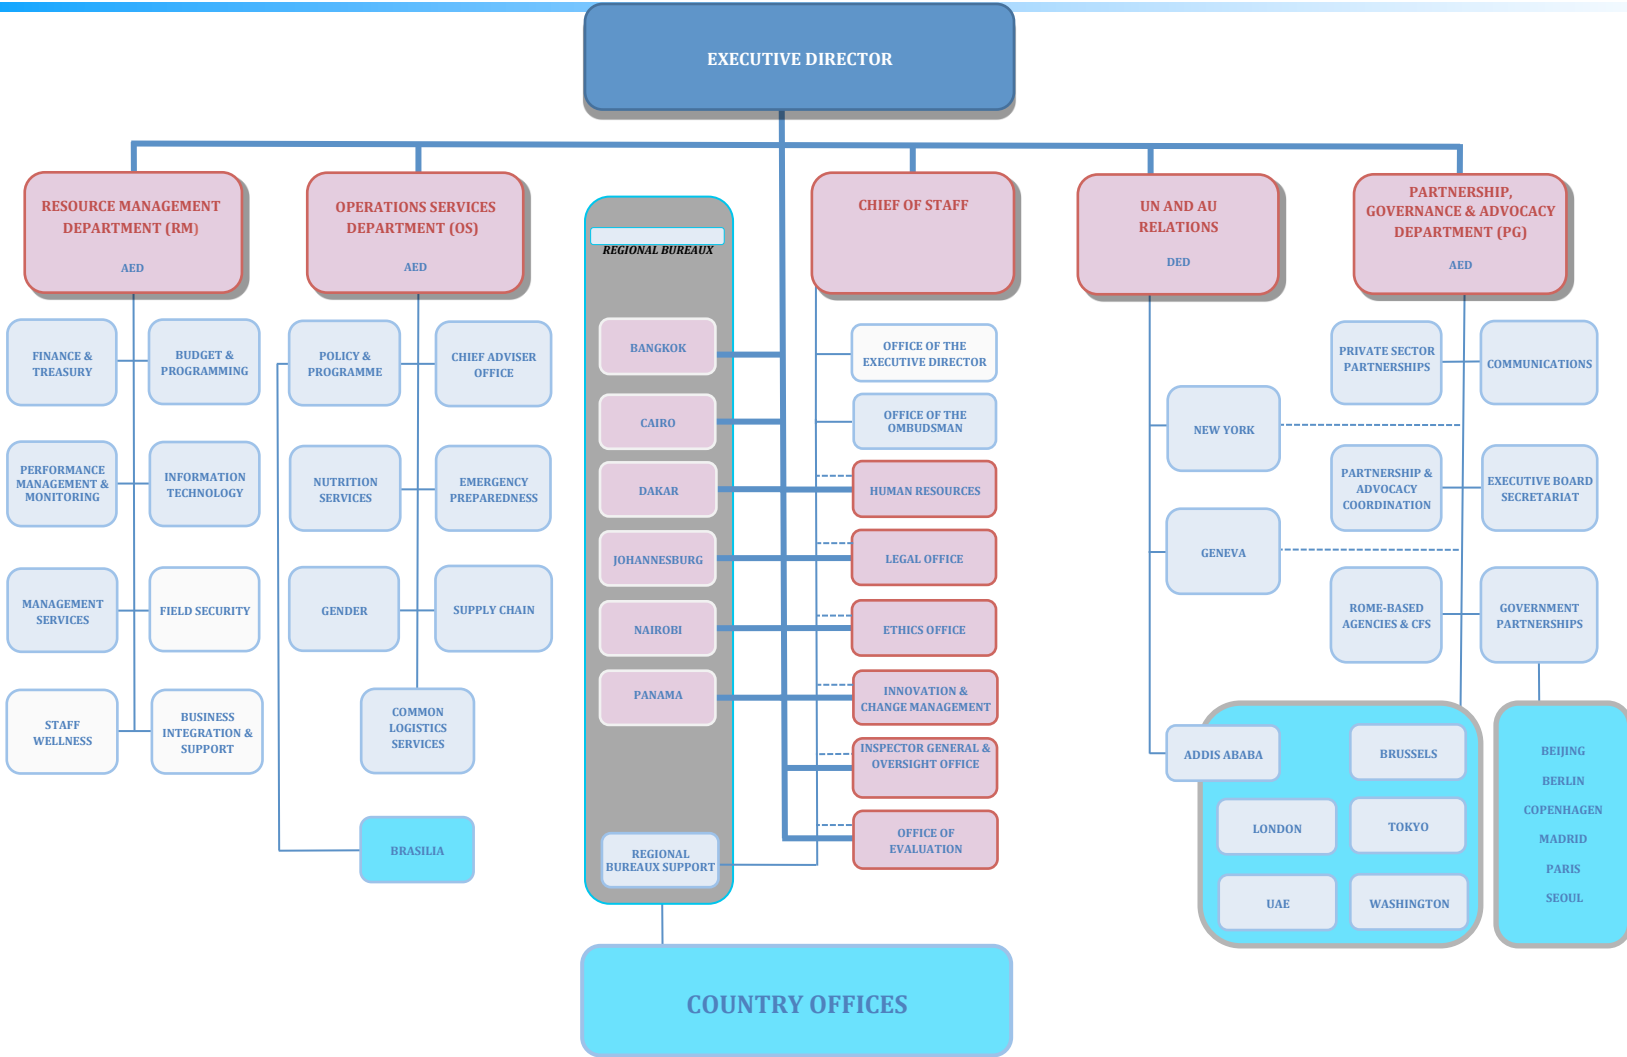 EXECUTIVE DIRECTOR
RESOURCE MANAGEMENT
DEPARTMENT (RM)
AED
OPERATIONS SERVICES
DEPARTMENT (OS)
AED
REGIONAL BUREAUX
CHIEF OF STAFF
UN AND AU
RELATIONS
DED
PARTNERSHIP,
GOVERNANCE & ADVOCACY
DEPARTMENT (PG)
AED
FINANCE &
TREASURY
BUDGET &
PROGRAMMING
PERFORMANCE
MANAGEMENT &
MONITORING
INFORMATION
TECHNOLOGY
MANAGEMENT
SERVICES
FIELD SECURITY
STAFF
WELLNESS
BUSINESS
INTEGRATION &
SUPPORT
POLICY &
PROGRAMME
CHIEF ADVISER
OFFICE
NUTRITION
SERVICES
EMERGENCY
PREPAREDNESS
GENDER
SUPPLY CHAIN
COMMON
LOGISTICS
SERVICES
BRASILIA
BANGKOK
CAIRO
DAKAR
JOHANNESBURG
NAIROBI
PANAMA
REGIONAL
BUREAUX SUPPORT
OFFICE OF THE
EXECUTIVE DIRECTOR
OFFICE OF THE
OMBUDSMAN
HUMAN RESOURCES
LEGAL OFFICE
ETHICS OFFICE
INNOVATION &
CHANGE MANAGEMENT
INSPECTOR GENERAL &
OVERSIGHT OFFICE
OFFICE OF
EVALUATION
NEW YORK
GENEVA
ADDIS ABABA
PRIVATE SECTOR
PARTNERSHIPS
COMMUNICATIONS
PARTNERSHIP &
ADVOCACY
COORDINATION
EXECUTIVE BOARD
SECRETARIAT
ROME-BASED
AGENCIES & CFS
GOVERNMENT
PARTNERSHIPS
BRUSSELS
LONDON
TOKYO
UAE
WASHINGTON
BEIJING
BERLIN
COPENHAGEN
MADRID
PARIS
SEOUL
COUNTRY OFFICES